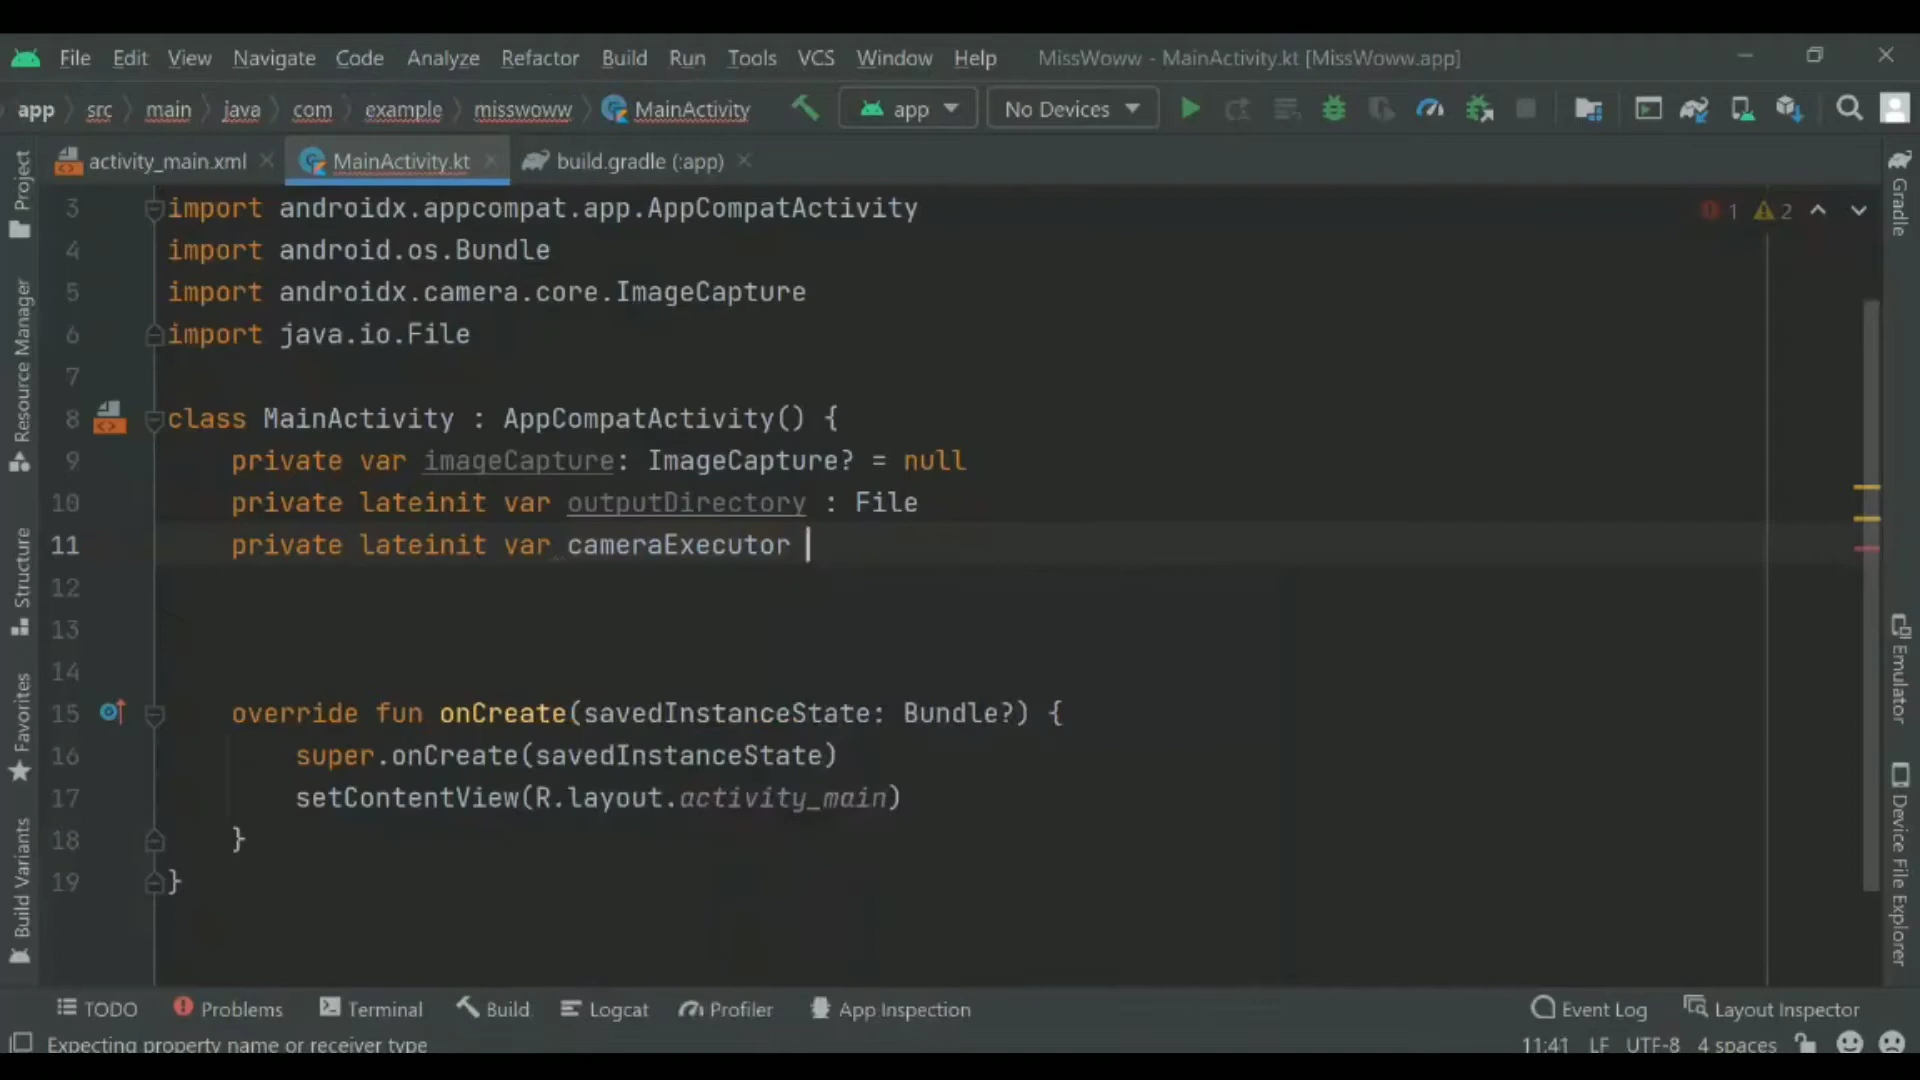 File Edit View Navigate Code Analyze Refactor Build Run Tools VCS Window Help MissWoww - MainActivity.kt [MissWoww.app]
app src main java com example misswoww MainActivity app No Devices
activity_main.xml MainActivity.kt build.gradle (:app)
3 import androidx.appcompat.app.AppCompatActivity
1 2
4 import android.os.Bundle
5 import androidx.camera.core.ImageCapture
6 import java.io.File
7
8 class MainActivity : AppCompatActivity() {
9 private var imageCapture: ImageCapture? = null
10 private lateinit var outputDirectory : File
11 private lateinit var cameraExecutor
12
13
14
15 override fun onCreate(savedInstanceState: Bundle?) {
16 super.onCreate(savedInstanceState)
17 setContentView(R.layout.activity_main)
18 }
19 }
Project
Resource Manager
Structure
Favorites
Build Variants
Gradle
Emulator
Device File Explorer
TODO Problems Terminal Build Logcat Profiler App Inspection Event Log Layout Inspector
Expecting property name or receiver type 11:41 LF UTF-8 4 spaces